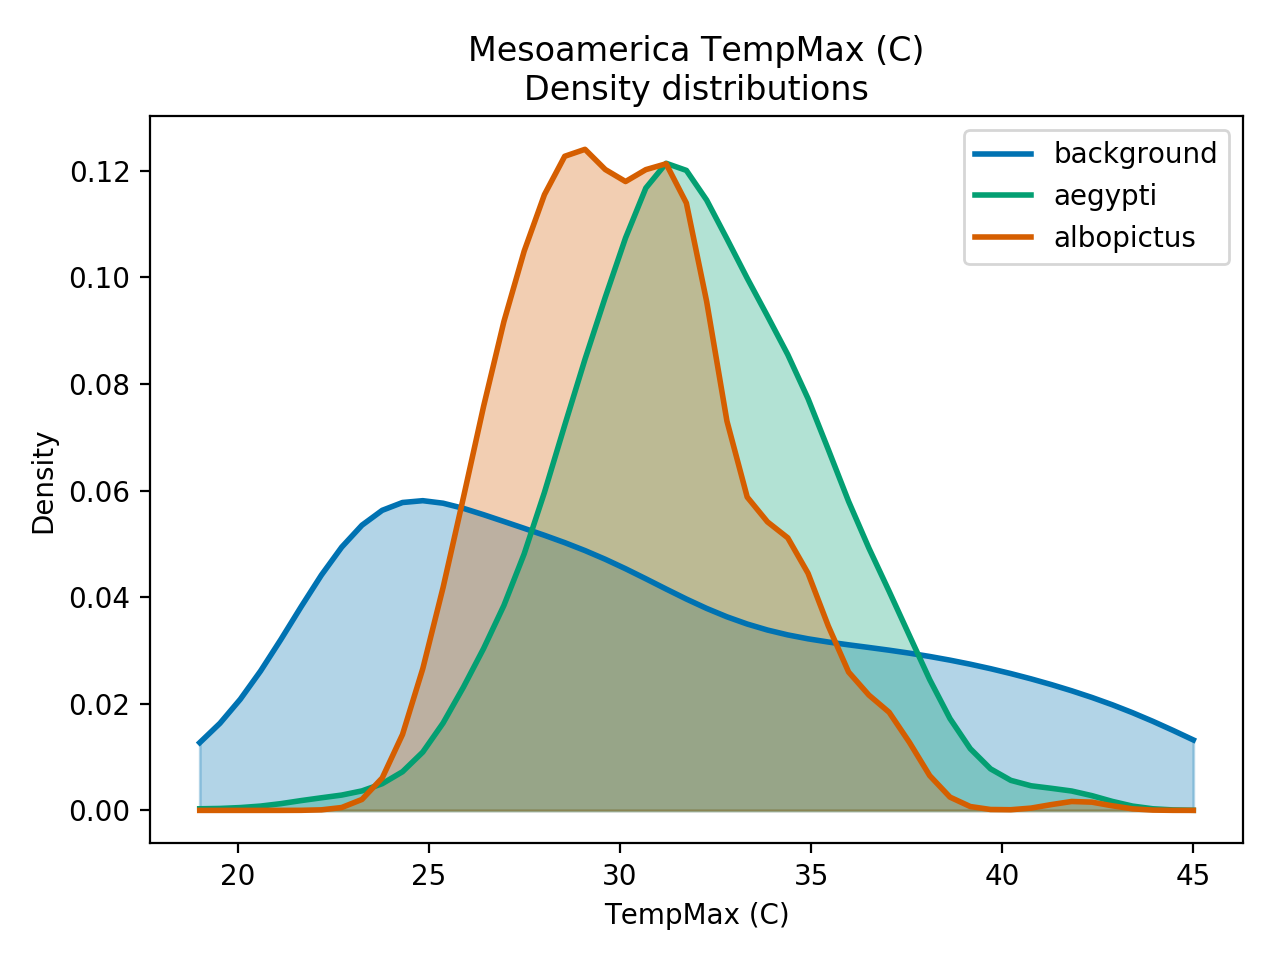 Mesoamerica TempMax (C)
Density distributions
background
aegypti
albopictus
0.12
0.10
0.08
0.06
0.04
0.02
0.00
Density
20
25
30
35
40
45
TempMax (C)